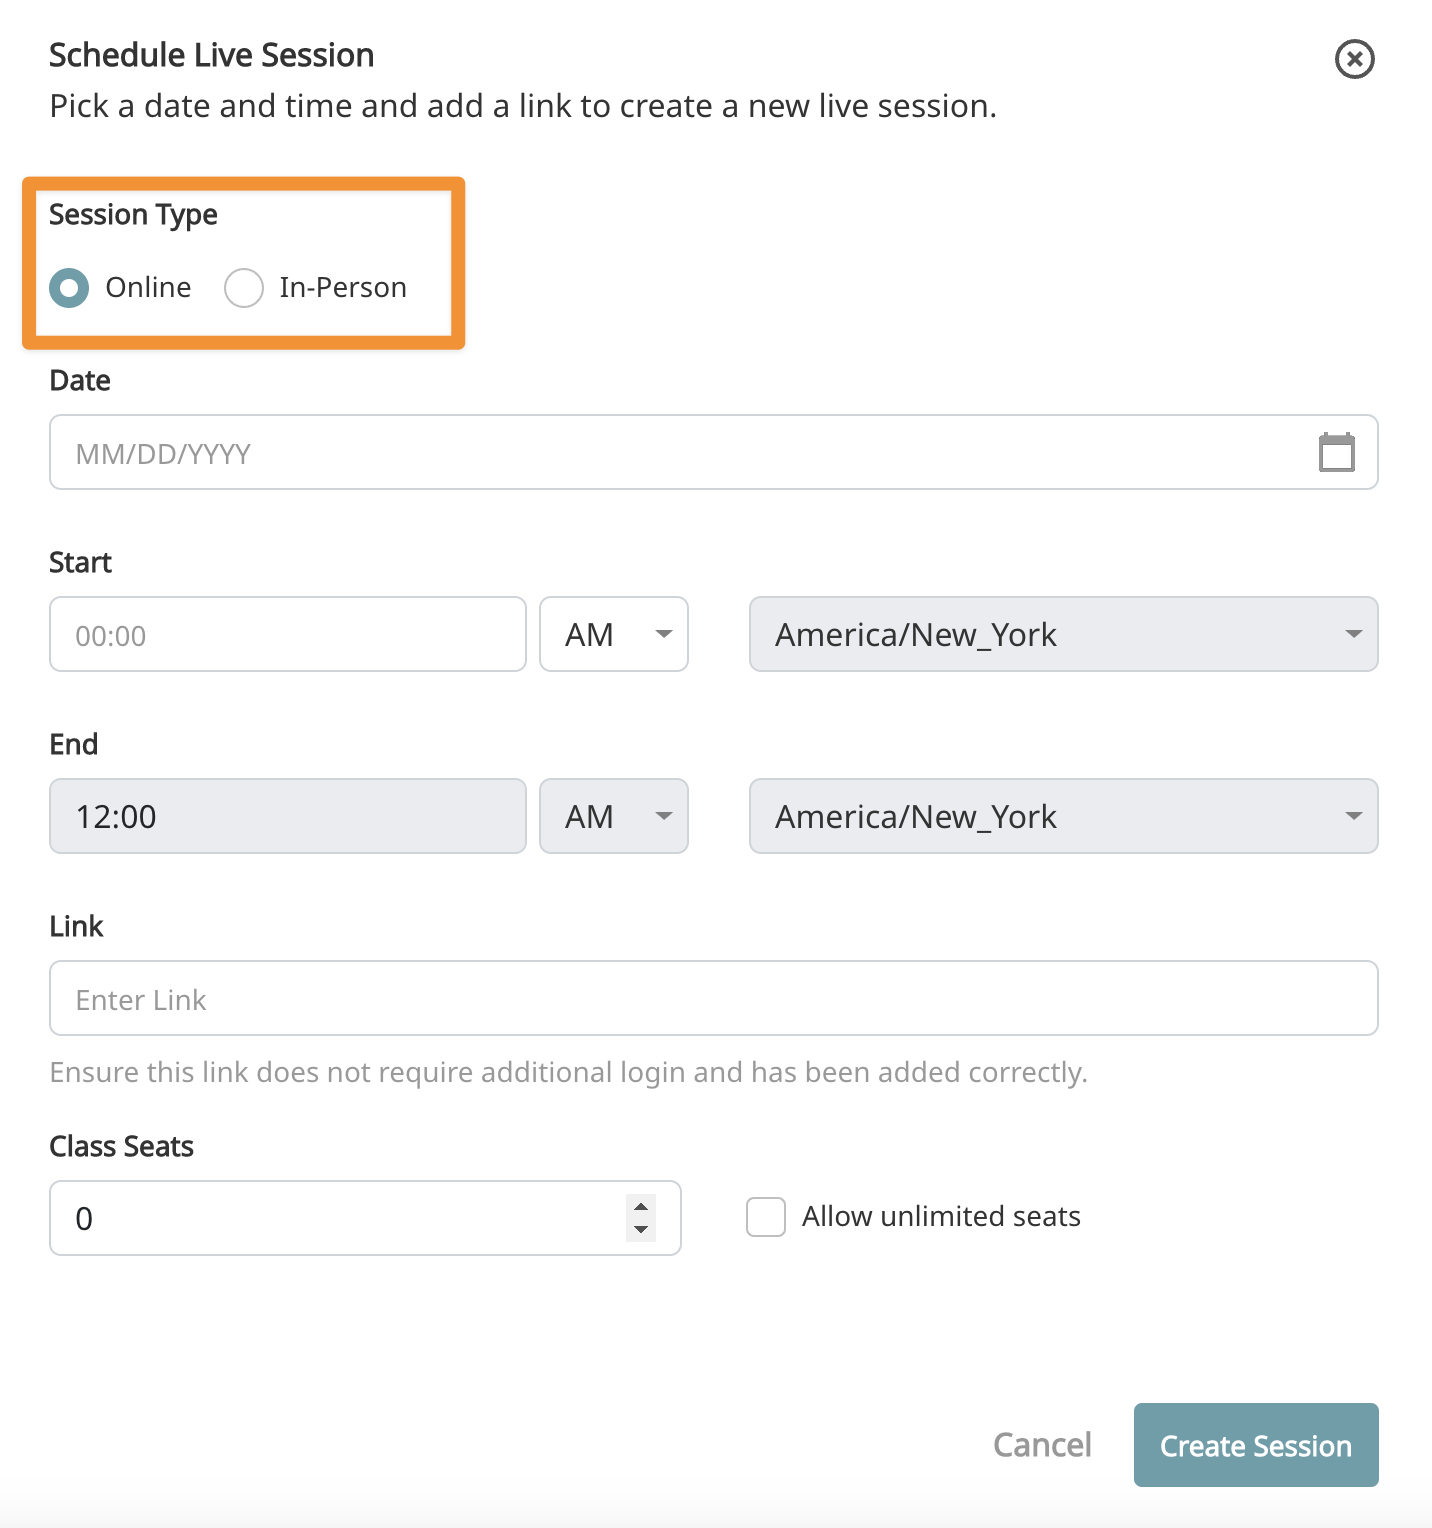 Schedule Live Session
Pick a date and time and add a link to create a new live session.
Session Type
Online In-Person
Date
MM/DD/YYYY
Start
00:00 AM America/New_York
End
12:00 AM America/New_York
Link
Enter Link
Ensure this link does not require additional login and has been added correctly.
Class Seats
0 Allow unlimited seats
Cancel Create Session